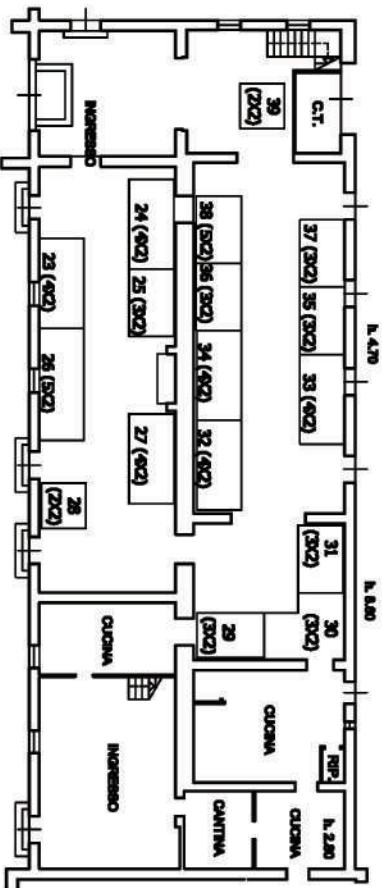 h. 4.70
h. 6.60
C.T.
39
(2X2)
INGRESSO
37 (3X2)
35 (3X2)
33 (4X2)
38 (5X2)
36 (3X2)
34 (4X2)
32 (4X2)
31
(3X2)
30
(3X2)
29
(3X2)
24 (4X2)
25 (3X2)
27 (4X2)
23 (4X2)
26 (5X2)
28
(2X2)
CUCINA
INGRESSO
CUCINA
RIP.
CANTINA
CUCINA
h. 2.80